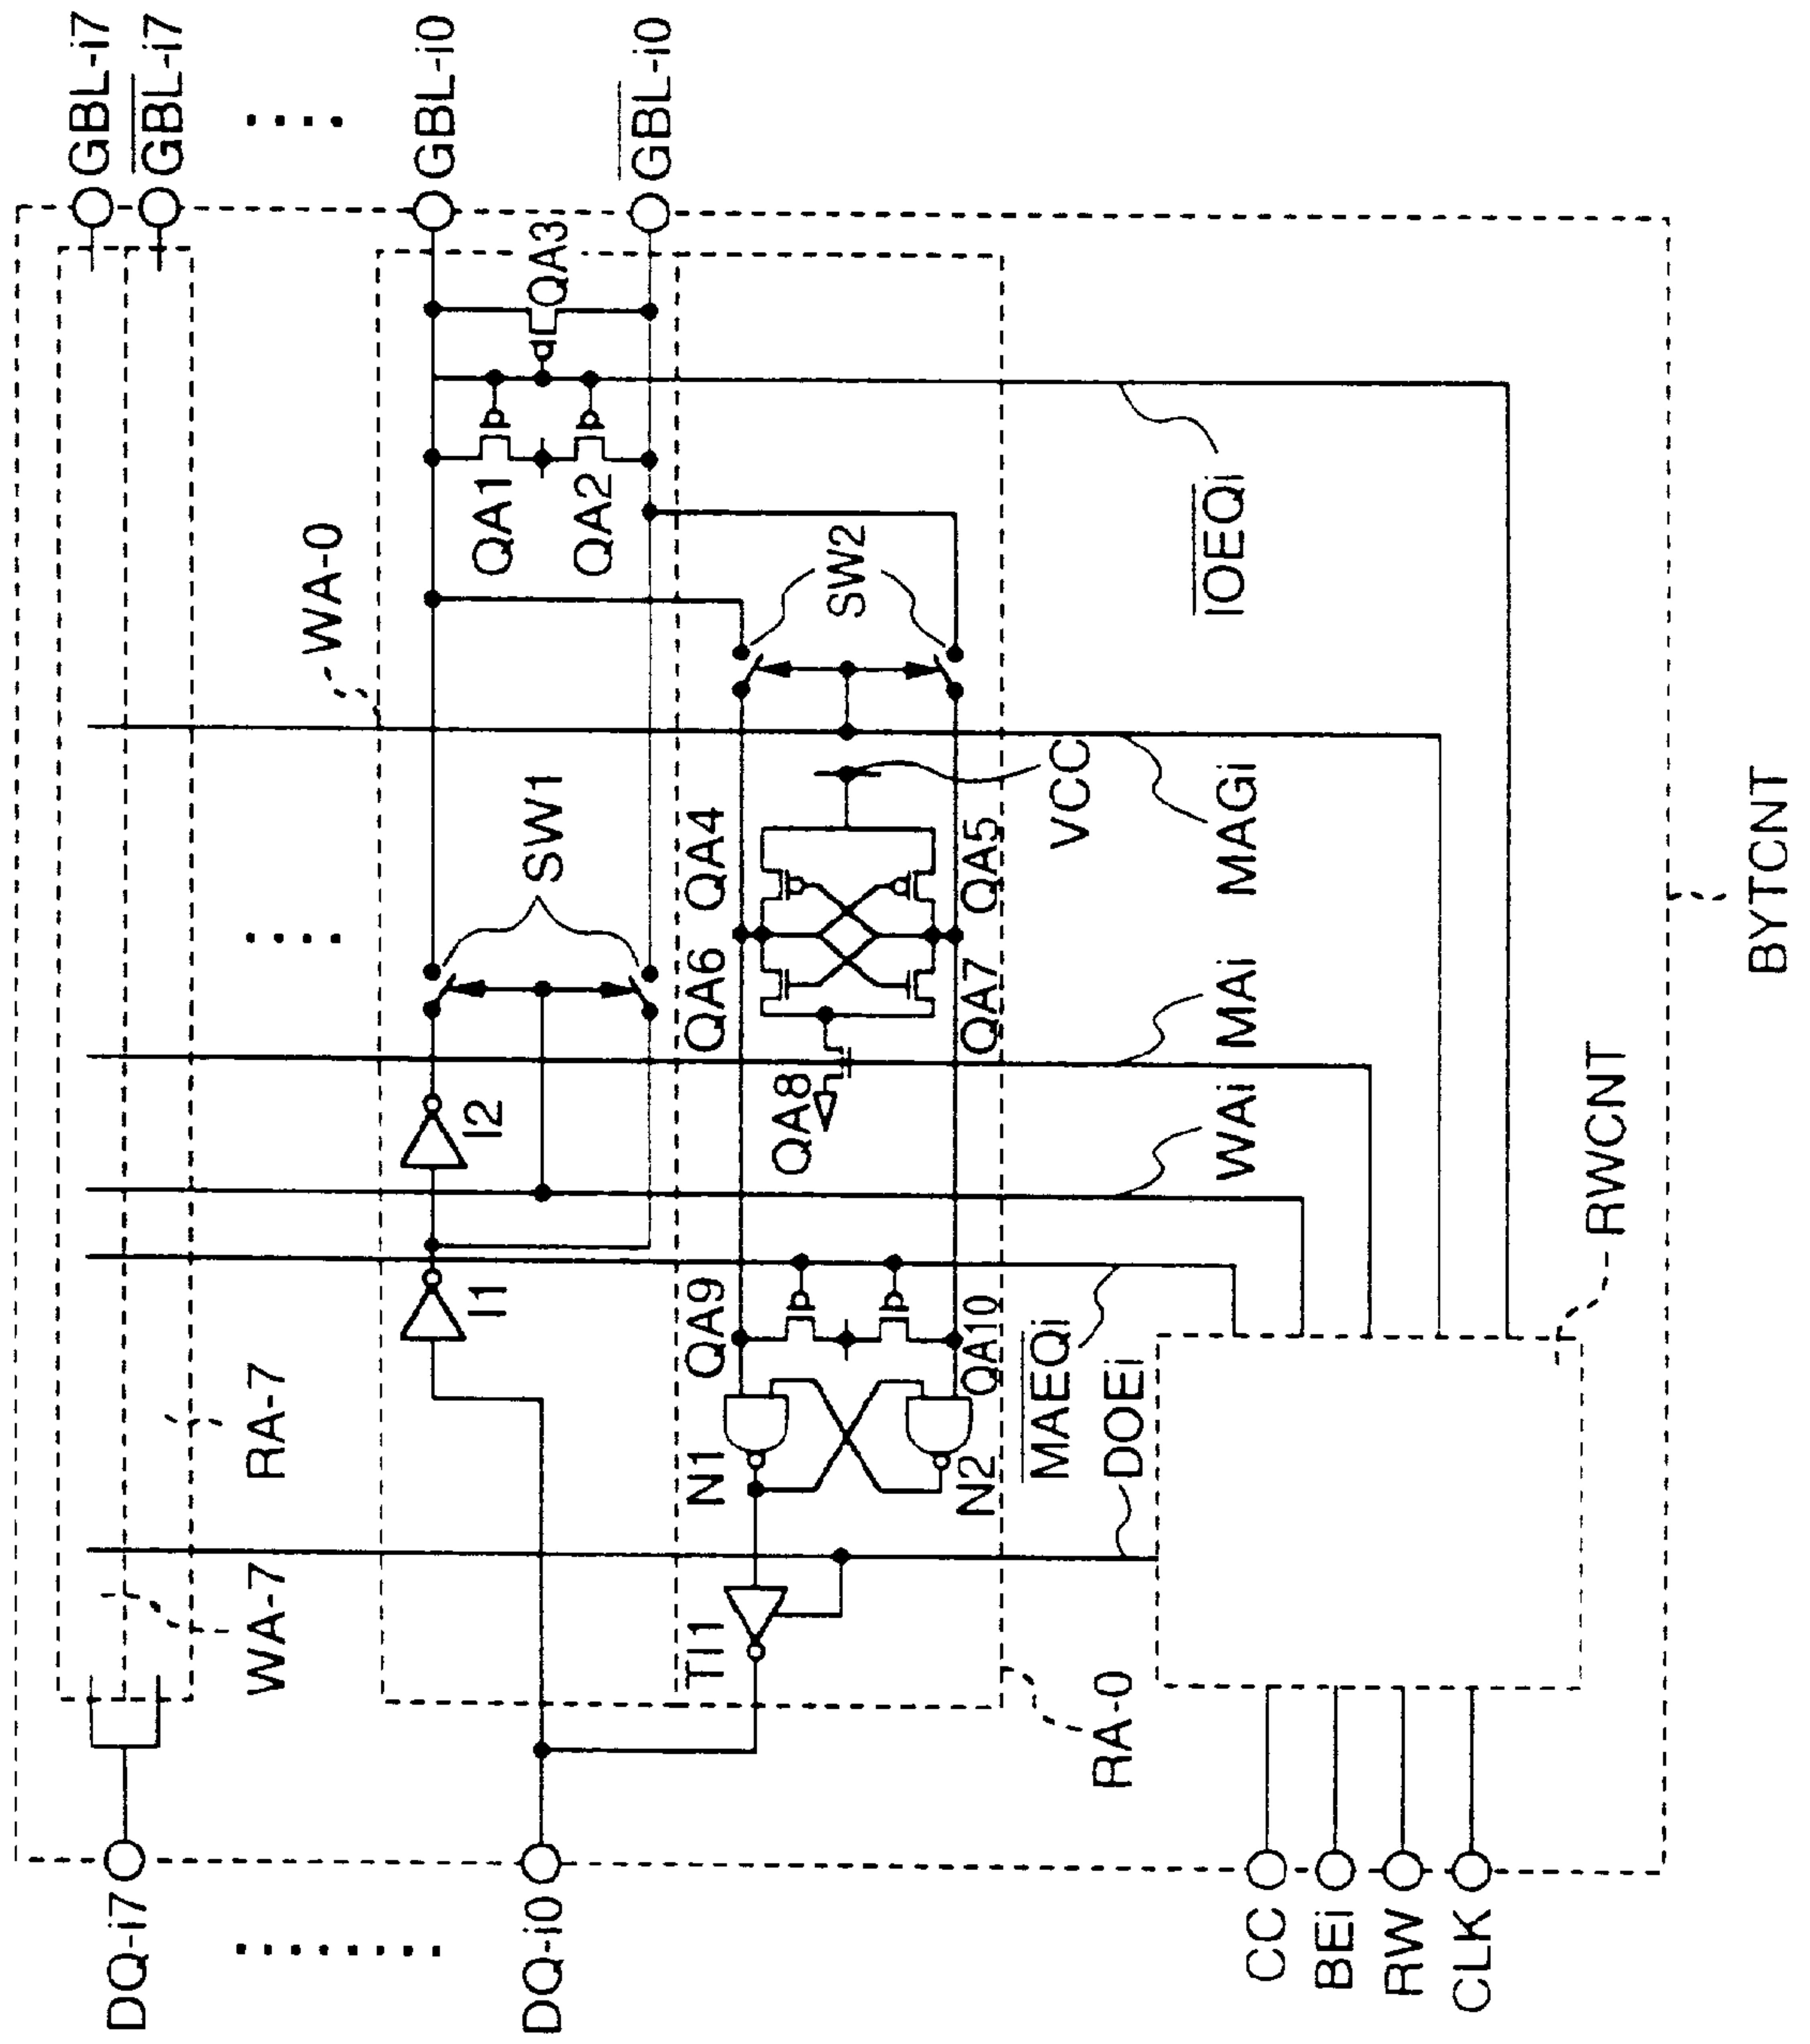 GBL-i7
GBL-i7
GBL-i0
GBL-i0
WA-0
QA3
QA1
QA2
SW2
SW1
IOEQi
VCC
QA4
QA5
QA6
QA7
QA8
MAGi
MAi
WAi
I2
I1
QA9
QA10
N1
N2
MAEQi
DOEi
RWCNT
BYTCNT
RA-7
WA-7
TI1
RA-0
DQ-i7
DQ-i0
CC
BEi
RW
CLK